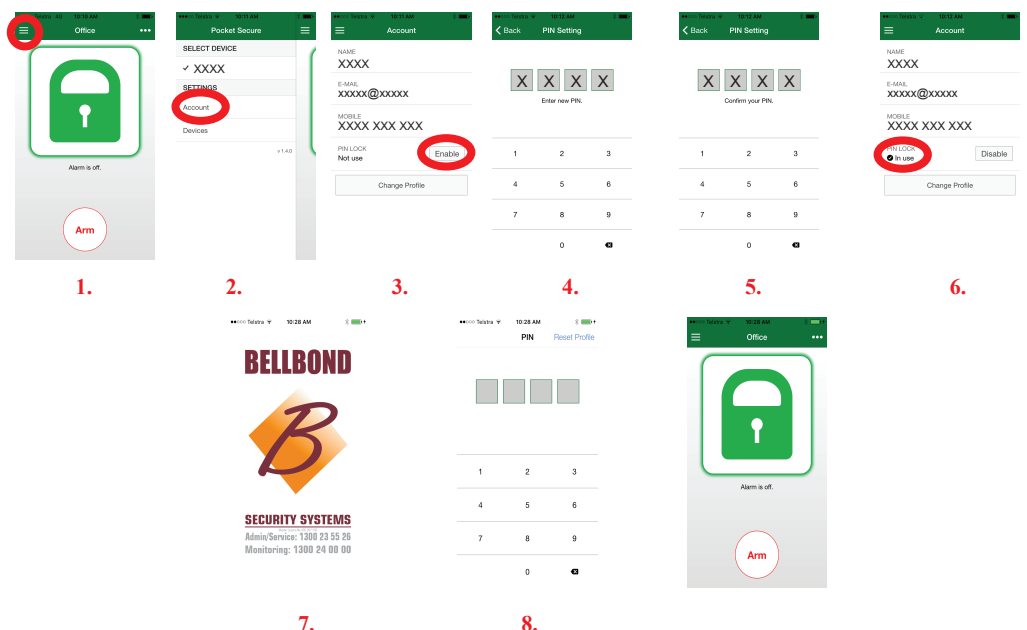 Telstra 4G 10:10 AM
Office
Alarm is off.
Arm
1.
Telstra 10:11 AM
Pocket Secure
SELECT DEVICE
✓ XXXX
SETTINGS
Account
Devices
v 1.4.0
2.
Telstra 10:11 AM
Account
NAME
XXXX
E-MAIL
XXXXX@XXXXX
MOBILE
XXXX XXX XXX
PIN LOCK
Not use
Enable
Change Profile
3.
Telstra 10:12 AM
Back PIN Setting
X X X X
Enter new PIN.
1 2 3
4 5 6
7 8 9
0
4.
Telstra 10:12 AM
Back PIN Setting
X X X X
Confirm your PIN.
1 2 3
4 5 6
7 8 9
0
5.
Telstra 10:12 AM
Account
NAME
XXXX
E-MAIL
XXXXX@XXXXX
MOBILE
XXXX XXX XXX
PIN LOCK
In use
Disable
Change Profile
6.
Telstra 10:28 AM
BELLBOND
B
SECURITY SYSTEMS
Admin/Service: 1300 23 55 26
Monitoring: 1300 24 00 00
7.
Telstra 10:28 AM
PIN Reset Profile
1 2 3
4 5 6
7 8 9
0
8.
Telstra 10:28 AM
Office
Alarm is off.
Arm